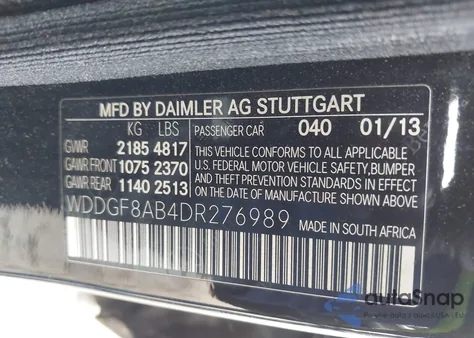 MFD BY DAIMLER AG STUTTGART
KG LBS PASSENGER CAR 040 01/13
GVWR 2185 4817
GAWR FRONT 1075 2370
GAWR REAR 1140 2513
THIS VEHICLE CONFORMS TO ALL APPLICABLE
U.S. FEDERAL MOTOR VEHICLE SAFETY, BUMPER
AND THEFT PREVENTION STANDARDS IN EFFECT
ON THE DATE OF MANUFACTURE SHOWN ABOVE.
WDDGF8AB4DR276989
MADE IN SOUTH AFRICA
autoSnap